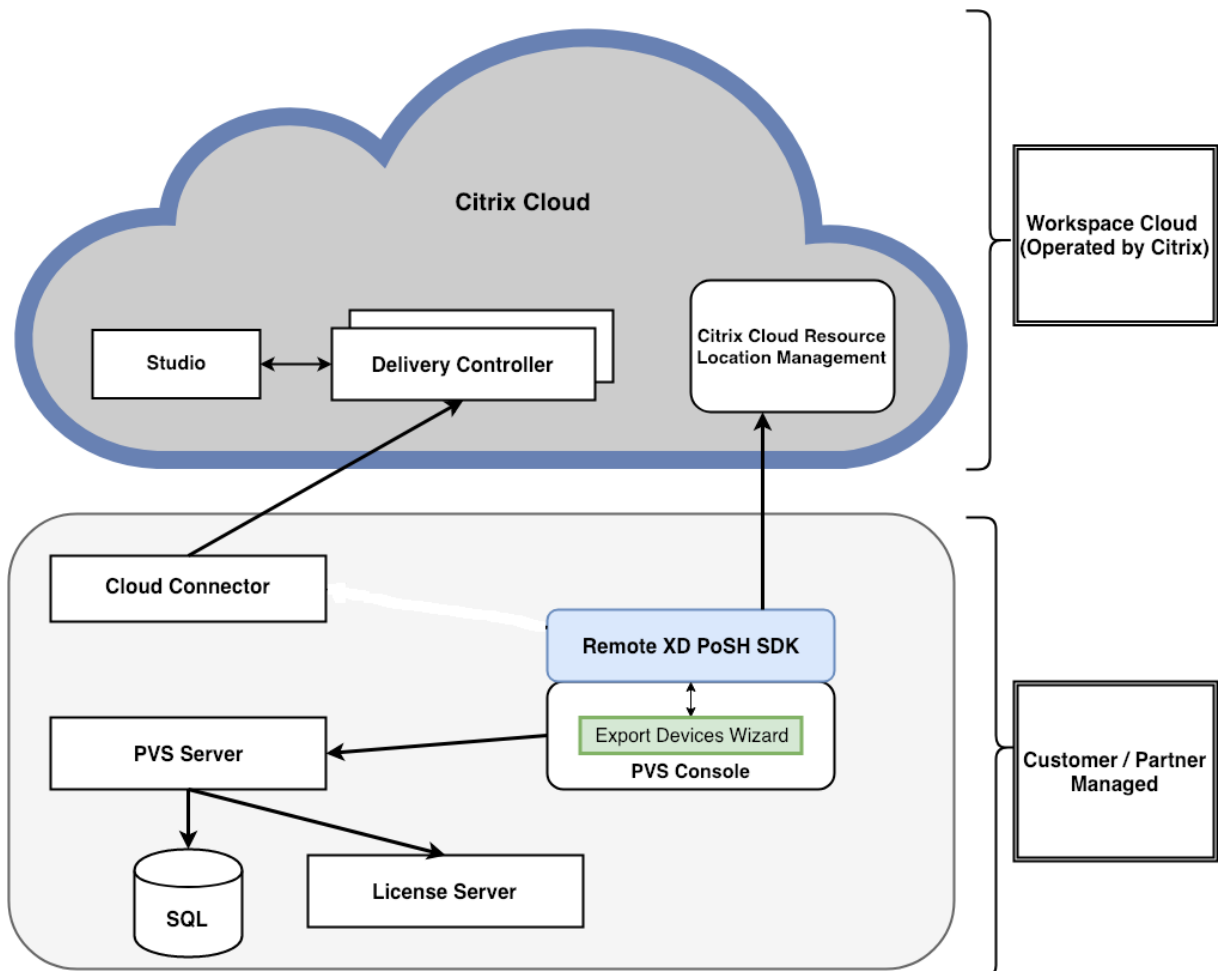 Citrix Cloud
Workspace Cloud
(Operated by Citrix)
Studio
Delivery Controller
Citrix Cloud Resource
Location Management
Cloud Connector
Remote XD PoSH SDK
Export Devices Wizard
PVS Console
PVS Server
Customer / Partner
Managed
SQL
License Server